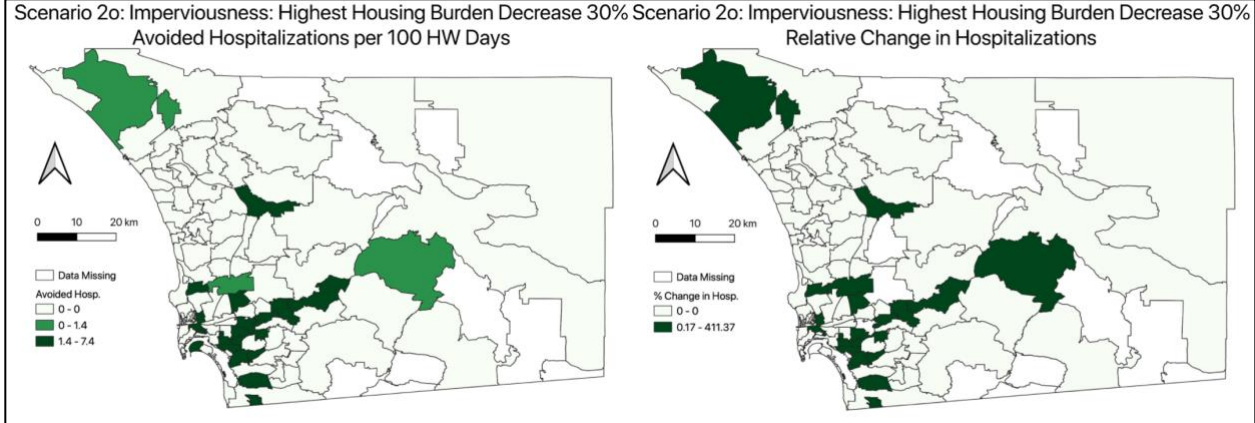 Scenario 2o: Imperviousness: Highest Housing Burden Decrease 30%
Avoided Hospitalizations per 100 HW Days
0 10 20 km
Data Missing
Avoided Hosp.
0 - 0
0 - 1.4
1.4 - 7.4
Scenario 2o: Imperviousness: Highest Housing Burden Decrease 30%
Relative Change in Hospitalizations
0 10 20 km
Data Missing
% Change in Hosp.
0 - 0
0.17 - 411.37